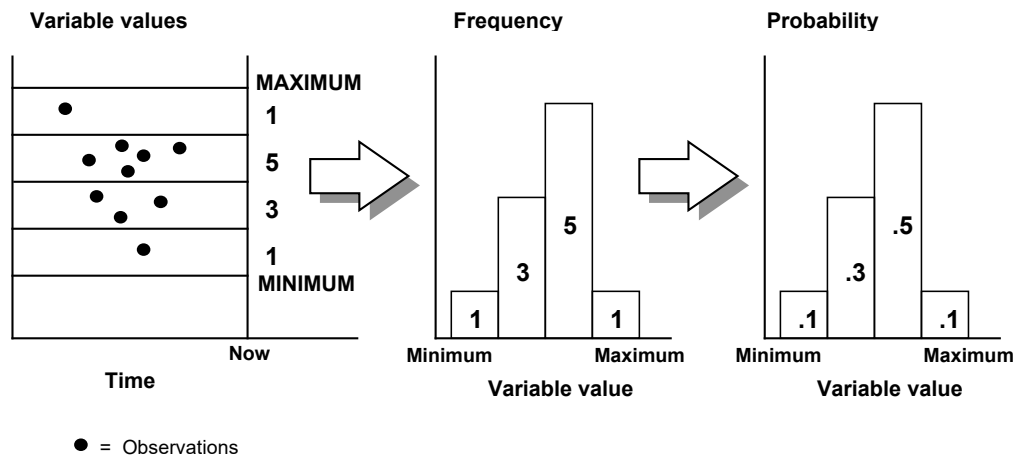 Variable values
MAXIMUM
1
5
3
1
MINIMUM
Now
Time
Frequency
1
3
5
1
Minimum
Maximum
Variable value
Probability
.1
.3
.5
.1
Minimum
Maximum
Variable value
= Observations